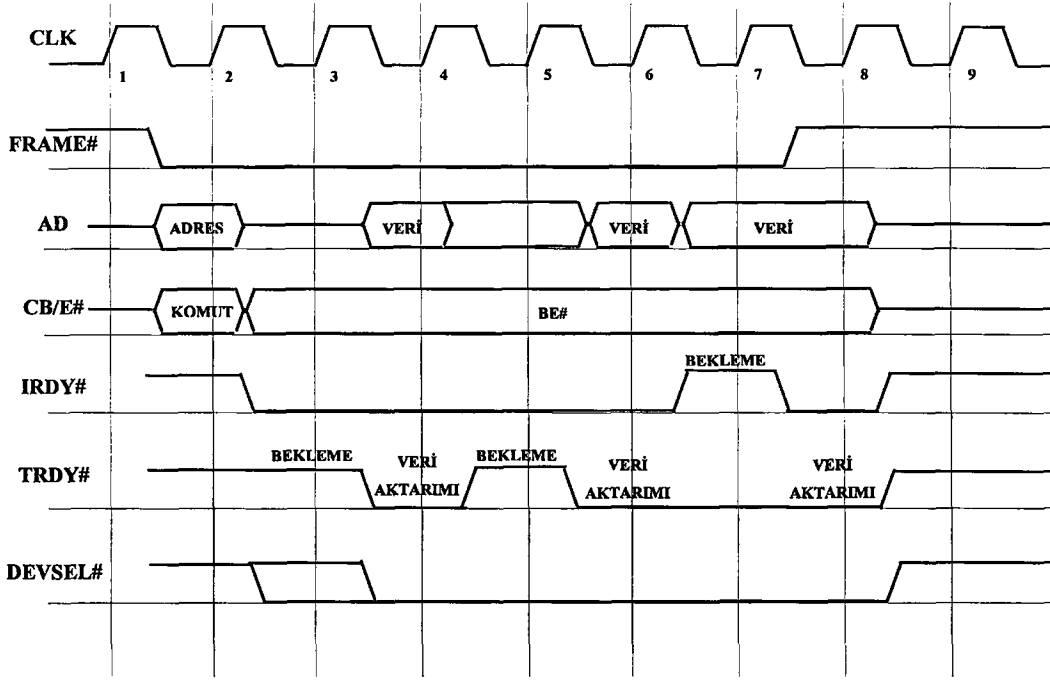 CLK
1 2 3 4 5 6 7 8 9
FRAME#
AD
ADRES VERİ VERİ VERİ
CB/E#
KOMUT BE#
BEKLEME
IRDY#
BEKLEME VERİ BEKLEME VERİ VERİ
TRDY#
AKTARIMI AKTARIMI AKTARIMI
DEVSEL#